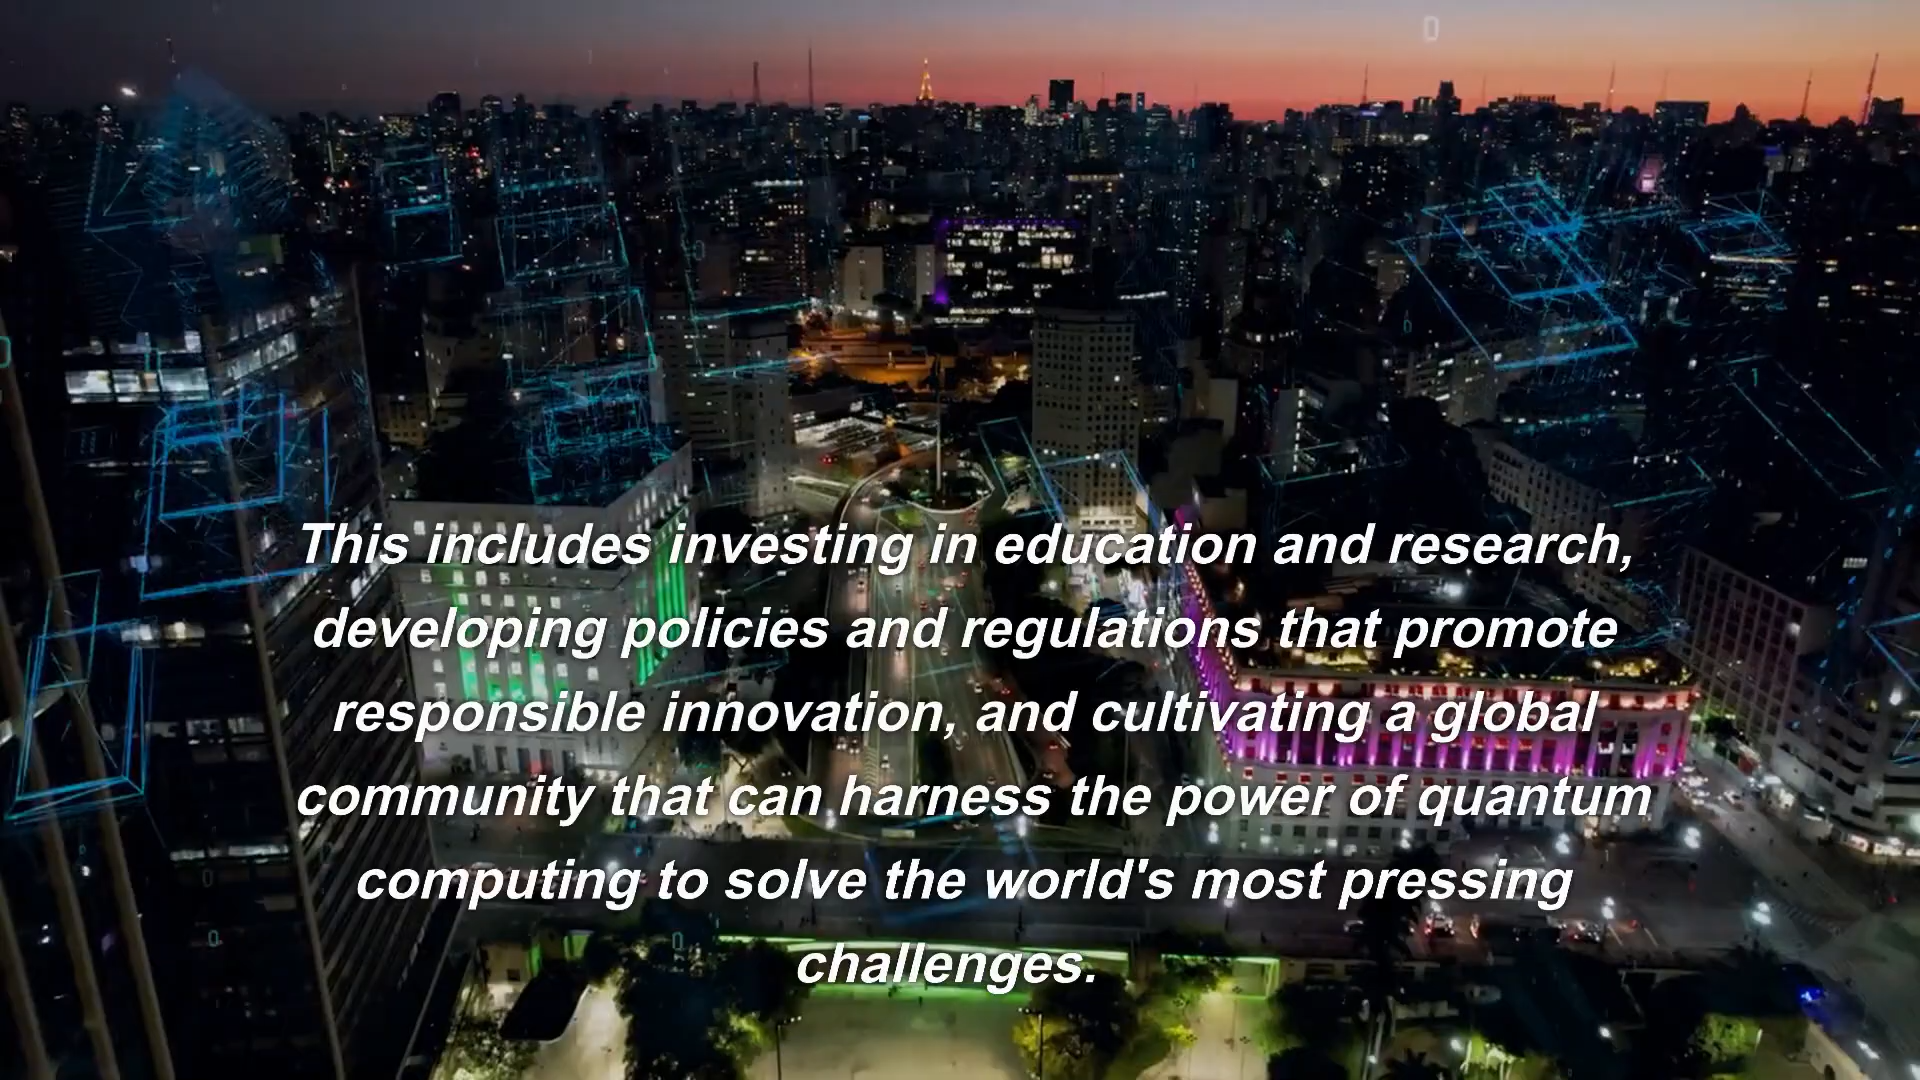 This includes investing in education and research,
developing policies and regulations that promote
responsible innovation, and cultivating a global
community that can harness the power of quantum
computing to solve the world's most pressing
challenges.